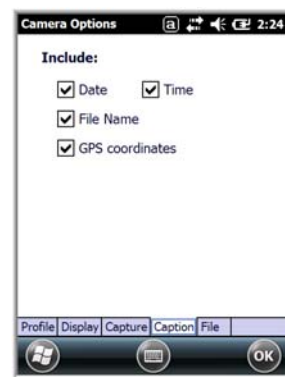 Camera Options a 2:24
Include:
Date Time
File Name
GPS coordinates
Profile Display Capture Caption File
OK